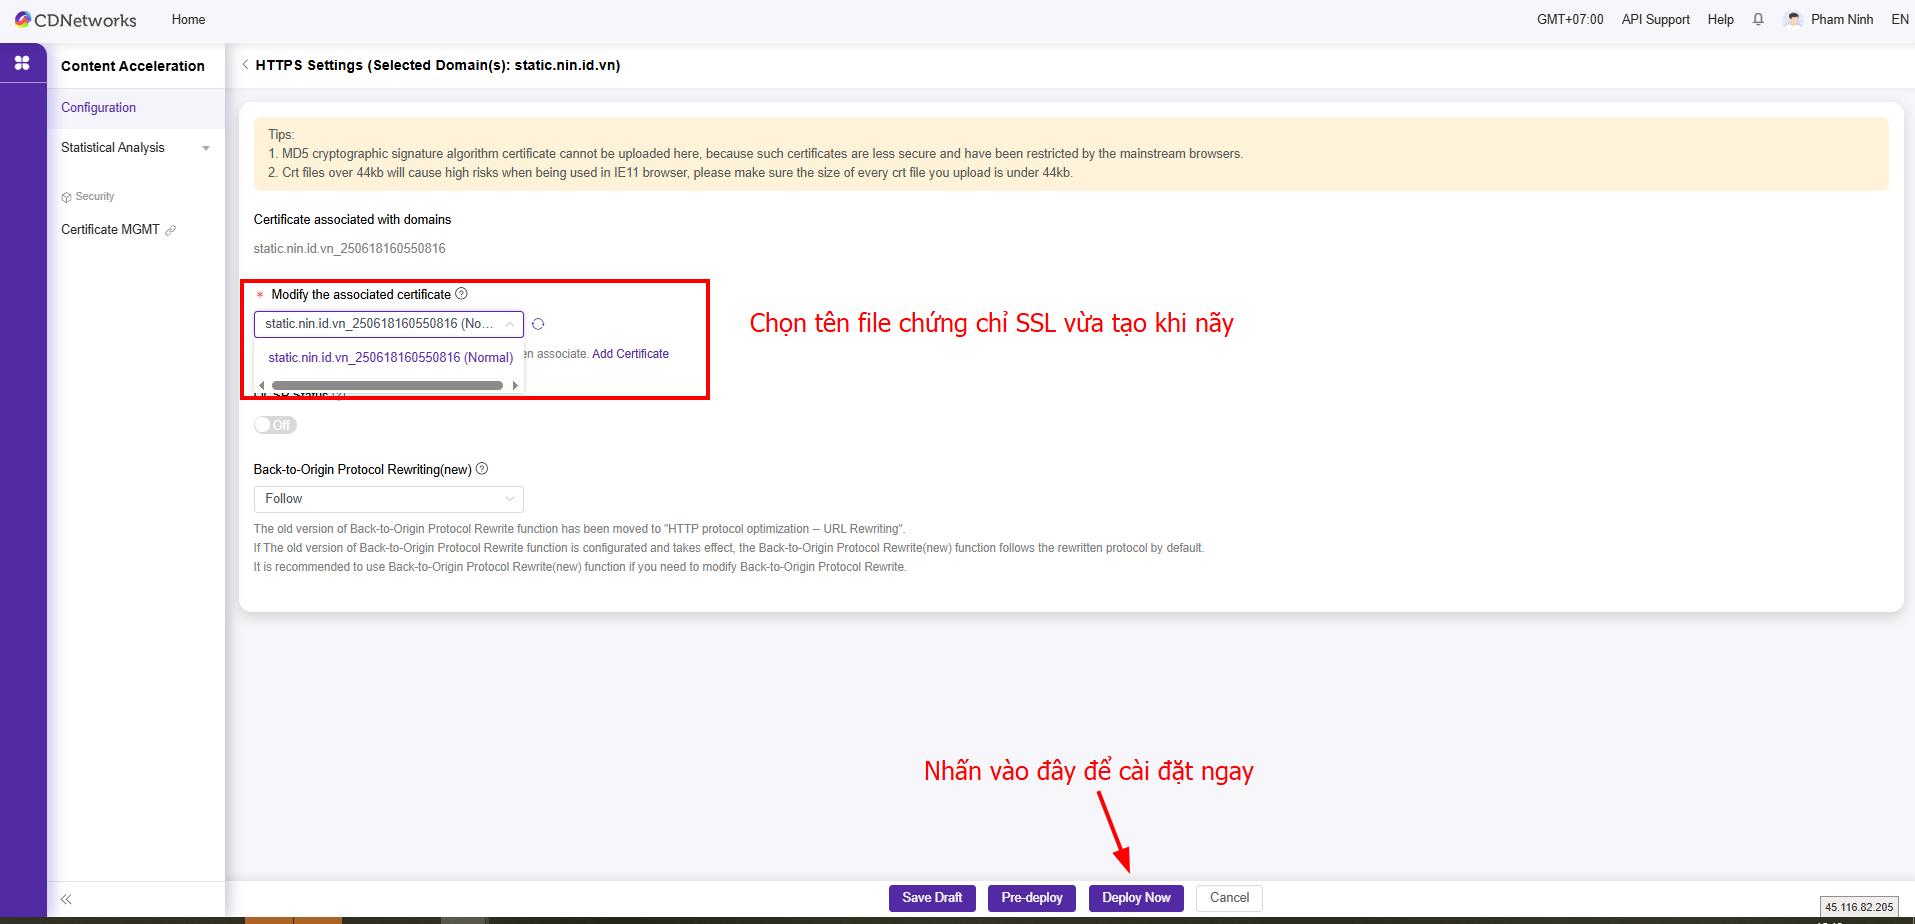 CDNetworks
Home
GMT+07:00
API Support
Help
Pham Ninh
EN
Content Acceleration
Configuration
Statistical Analysis
Security
Certificate MGMT
HTTPS Settings (Selected Domain(s): static.nin.id.vn)
Tips:
1. MD5 cryptographic signature algorithm certificate cannot be uploaded here, because such certificates are less secure and have been restricted by the mainstream browsers.
2. Crt files over 44kb will cause high risks when being used in IE11 browser, please make sure the size of every crt file you upload is under 44kb.
Certificate associated with domains
static.nin.id.vn_250618160550816
* Modify the associated certificate
static.nin.id.vn_250618160550816 (No...
static.nin.id.vn_250618160550816 (Normal)
associate. Add Certificate
Chọn tên file chứng chỉ SSL vừa tạo khi nãy
Status
Off
Back-to-Origin Protocol Rewriting(new)
Follow
The old version of Back-to-Origin Protocol Rewrite function has been moved to "HTTP protocol optimization -- URL Rewriting".
If The old version of Back-to-Origin Protocol Rewrite function is configurated and takes effect, the Back-to-Origin Protocol Rewrite(new) function follows the rewritten protocol by default.
It is recommended to use Back-to-Origin Protocol Rewrite(new) function if you need to modify Back-to-Origin Protocol Rewrite.
Nhấn vào đây để cài đặt ngay
Save Draft
Pre-deploy
Deploy Now
Cancel
45.116.82.205